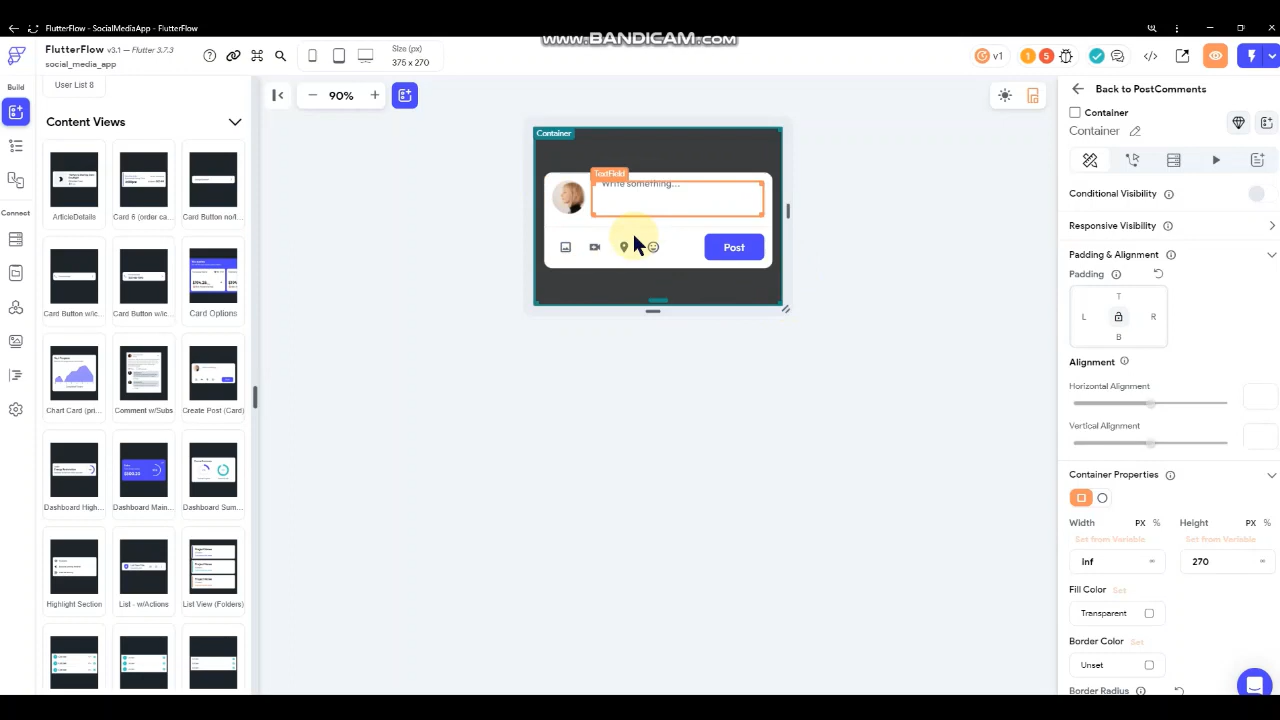 FlutterFlow - SocialMediaApp - FlutterFlow
www.BANDICAM.com
FlutterFlow v3.1 - Flutter 3.7.3
social_media_app
Size (px)
375 x 270
v1
1
5
Build
Connect
User List 8
Content Views
ArticleDetails
Card 6 (order ca...
Card Button no/l...
Card Button w/ic...
Card Button w/ic...
Card Options
Chart Card (pri...
Comment w/Subs
Create Post (Card)
Dashboard High...
Dashboard Main...
Dashboard Sum...
Highlight Section
List - w/Actions
List View (Folders)
90%
Container
TextField
Write something...
Post
Back to PostComments
Container
Container
Conditional Visibility
Responsive Visibility
Padding & Alignment
Padding
T
L
R
B
Alignment
Horizontal Alignment
Vertical Alignment
Container Properties
Width PX % Height PX %
Set from Variable Set from Variable
Inf 270
Fill Color Set
Transparent
Border Color Set
Unset
Border Radius